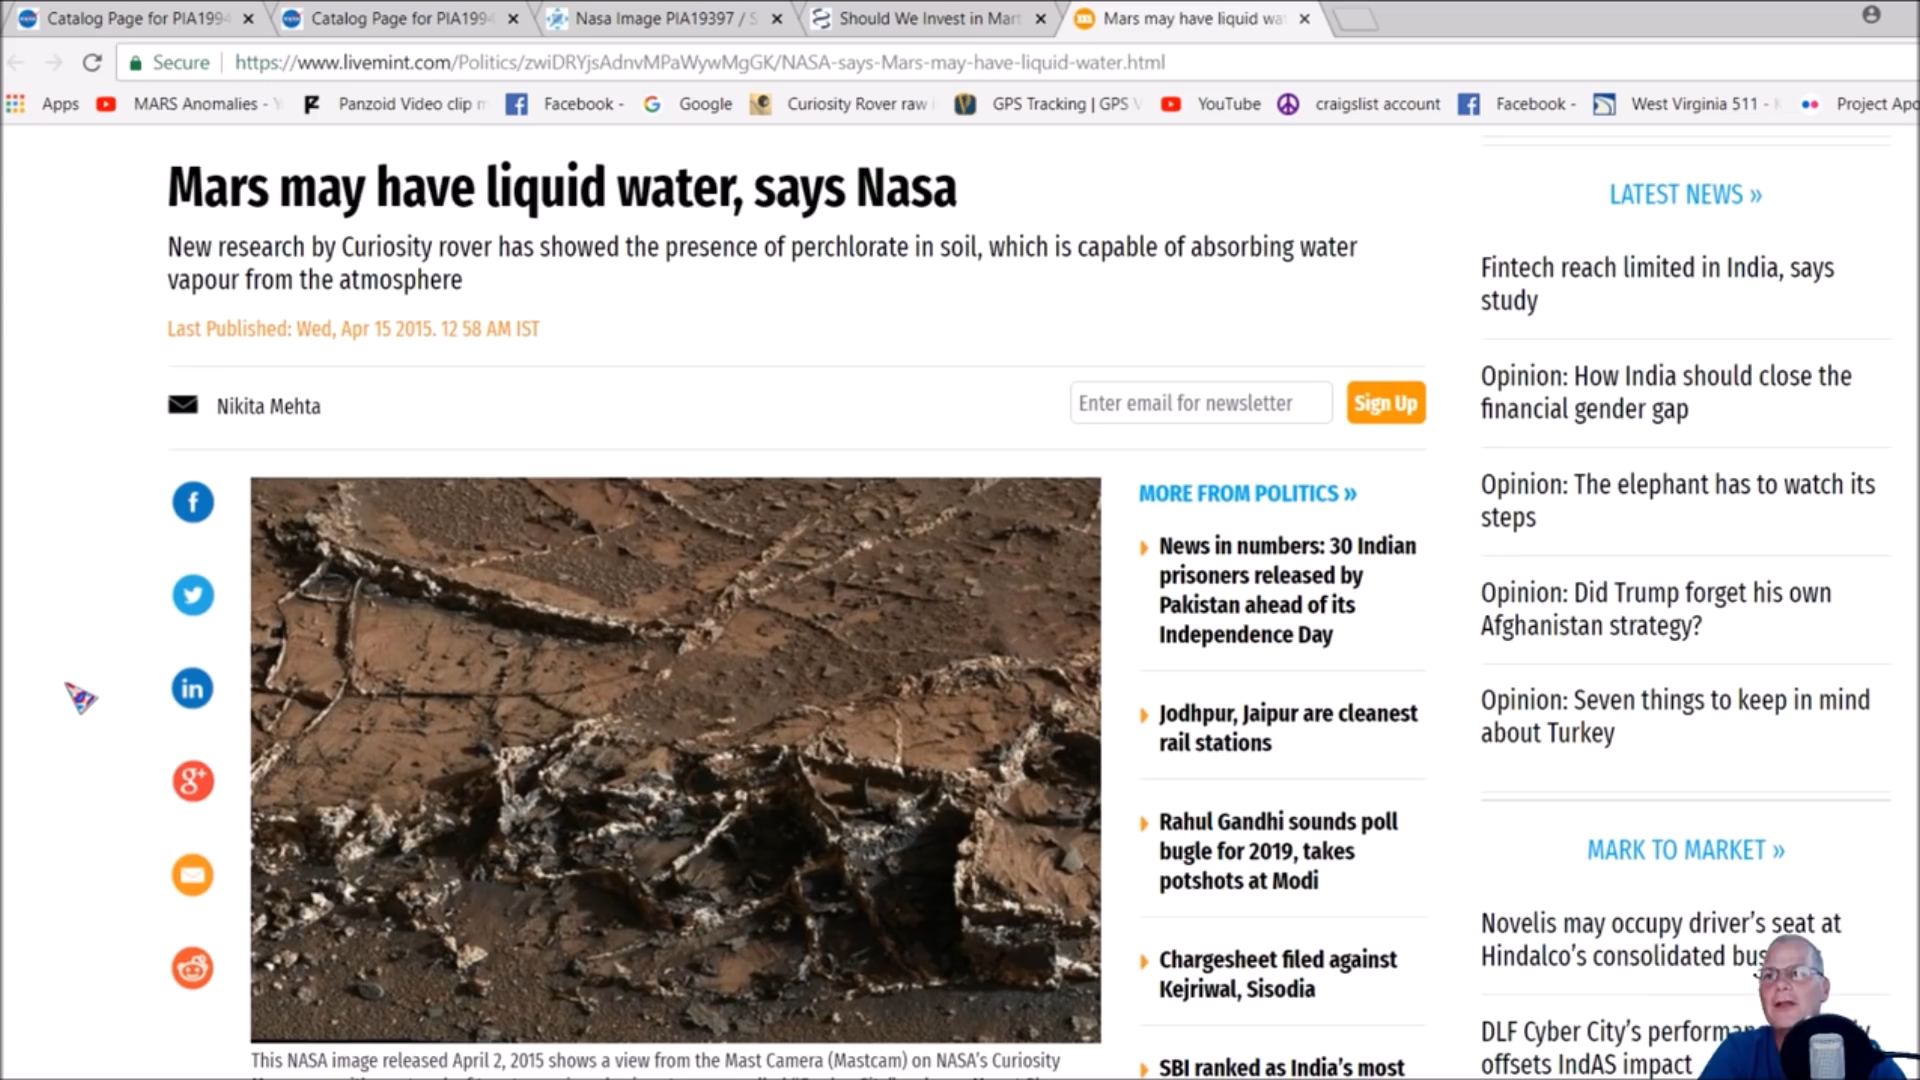 Catalog Page for PIA1994
Catalog Page for PIA1994
Nasa Image PIA19397 / S
Should We Invest in Mart
Mars may have liquid wat
Secure
https://www.livemint.com/Politics/zwiDRYjsAdnvMPaWywMgGK/NASA-says-Mars-may-have-liquid-water.html
Apps
MARS Anomalies - Y
Panzoid Video clip m
Facebook -
Google
Curiosity Rover raw i
GPS Tracking | GPS V
YouTube
craigslist account
Facebook -
West Virginia 511 -
Project Apo
Mars may have liquid water, says Nasa
New research by Curiosity rover has showed the presence of perchlorate in soil, which is capable of absorbing water
vapour from the atmosphere
Last Published: Wed, Apr 15 2015. 12 58 AM IST
Nikita Mehta
Enter email for newsletter
Sign Up
f
in
g+
This NASA image released April 2, 2015 shows a view from the Mast Camera (Mastcam) on NASA's Curiosity
MORE FROM POLITICS »
News in numbers: 30 Indian
prisoners released by
Pakistan ahead of its
Independence Day
Jodhpur, Jaipur are cleanest
rail stations
Rahul Gandhi sounds poll
bugle for 2019, takes
potshots at Modi
Chargesheet filed against
Kejriwal, Sisodia
SBI ranked as India's most
LATEST NEWS »
Fintech reach limited in India, says
study
Opinion: How India should close the
financial gender gap
Opinion: The elephant has to watch its
steps
Opinion: Did Trump forget his own
Afghanistan strategy?
Opinion: Seven things to keep in mind
about Turkey
MARK TO MARKET »
Novelis may occupy driver's seat at
Hindalco's consolidated bus
DLF Cyber City's performan
offsets IndAS impact